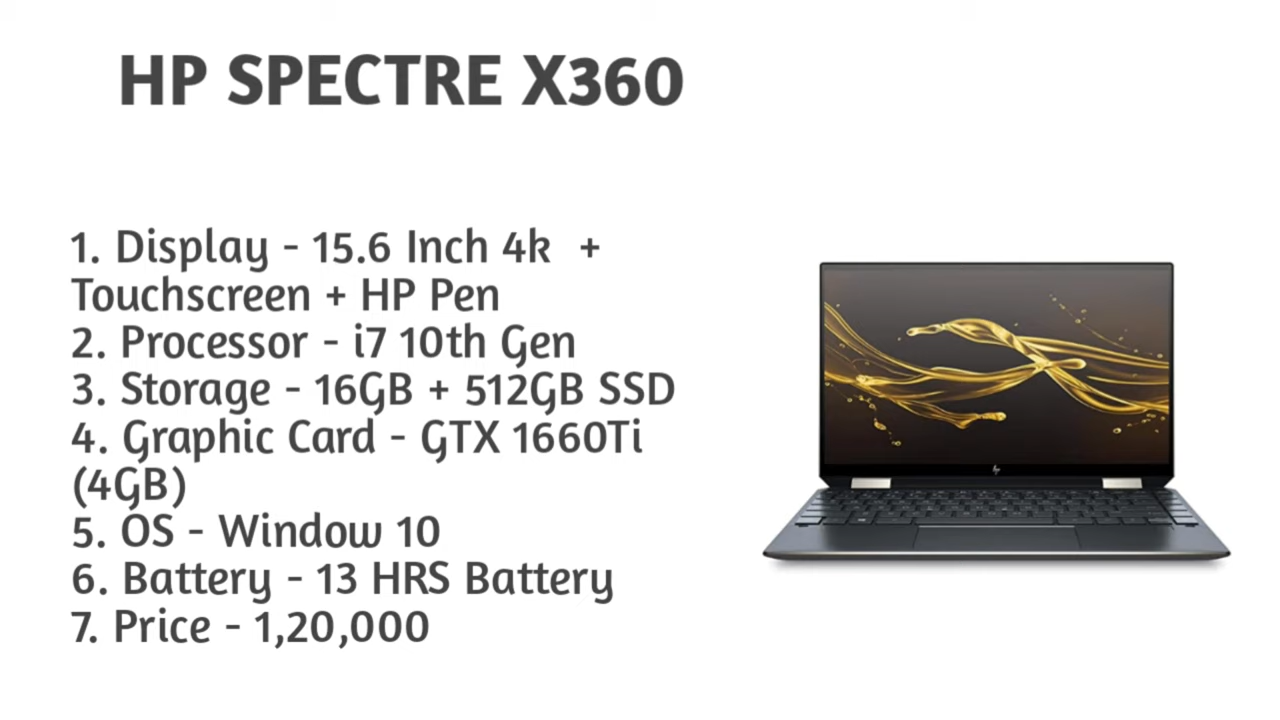 HP SPECTRE X360
1. Display - 15.6 Inch 4k +
Touchscreen + HP Pen
2. Processor - i7 10th Gen
3. Storage - 16GB + 512GB SSD
4. Graphic Card - GTX 1660Ti
(4GB)
5. OS - Window 10
6. Battery - 13 HRS Battery
7. Price - 1,20,000